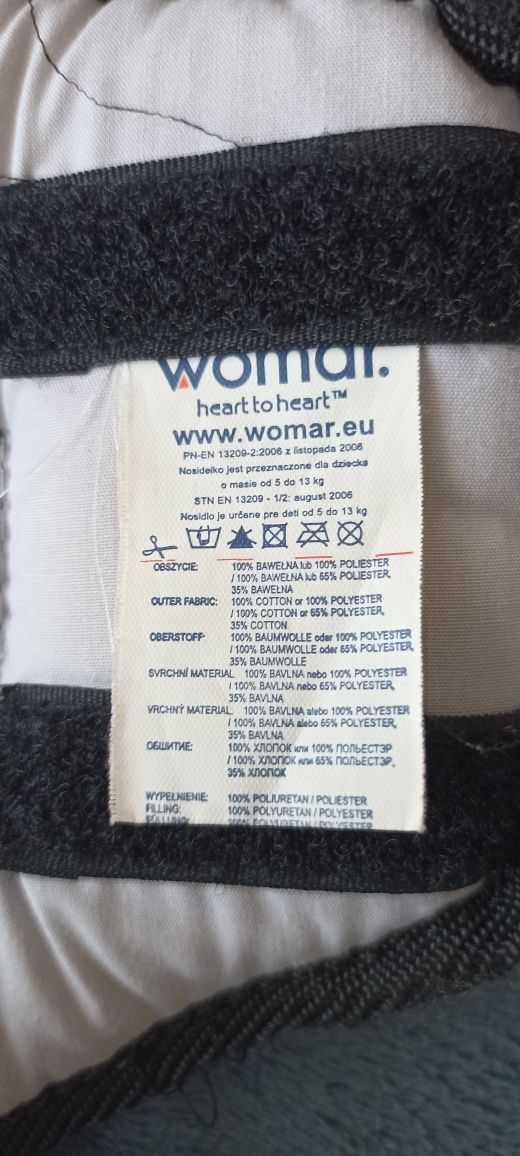 womar.
heart to heart™
www.womar.eu
PN-EN 13209-2:2006 z listopada 2006
Nosidełko jest przeznaczone dla dziecka
o masie od 5 do 13 kg
STN EN 13209 - 1/2: august 2006
Nosidlo je určene pre deti od 5 do 13 kg
OBSZYCIE: 100% BAWEŁNA lub 100% POLIESTER
/ 100% BAWEŁNA lub 65% POLIESTER,
35% BAWEŁNA
OUTER FABRIC: 100% COTTON or 100% POLYESTER
/ 100% COTTON or 65% POLYESTER,
35% COTTON
OBERSTOFF: 100% BAUMWOLLE oder 100% POLYESTER
/ 100% BAUMWOLLE oder 65% POLYESTER,
35% BAUMWOLLE
SVRCHNÍ MATERIAL: 100% BAVLNA nebo 100% POLYESTER
/ 100% BAVLNA nebo 65% POLYESTER,
35% BAVLNA
VRCHNÝ MATERIAL: 100% BAVLNA alebo 100% POLYESTER
/ 100% BAVLNA alebo 65% POLYESTER,
35% BAVLNA
ОБШИТИЕ: 100% ХЛОПОК или 100% ПОЛЬЕСТЭР
/ 100% ХЛОПОК или 65% ПОЛЬЕСТЭР,
35% ХЛОПОК
WYPEŁNIENIE: 100% POLIURETAN / POLIESTER
FILLING: 100% POLYURETAN / POLYESTER
FÜLLUNG: 100% POLYURETAN / POLYESTER